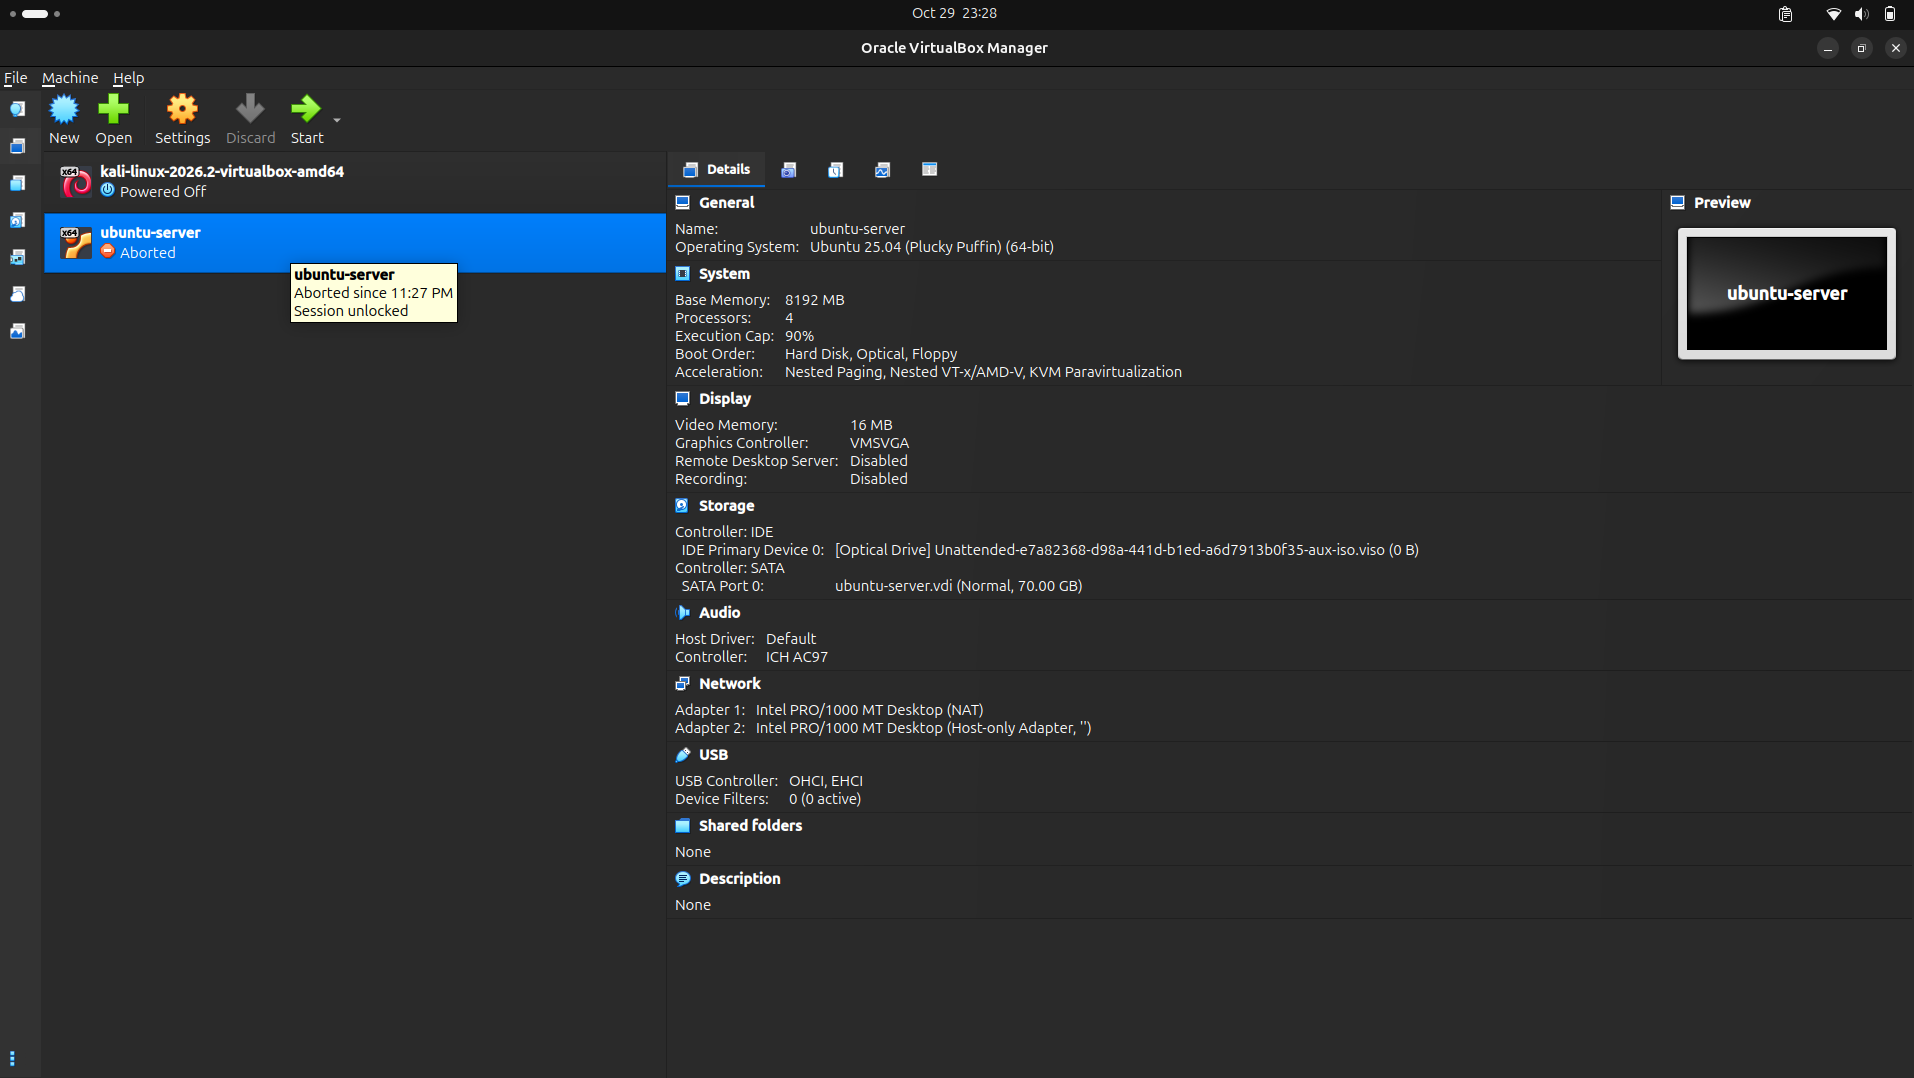 Oct 29 23:28
Oracle VirtualBox Manager
File Machine Help
New Open Settings Discard Start
x64 kali-linux-2026.2-virtualbox-amd64
Powered Off
x64 ubuntu-server
Aborted
ubuntu-server
Aborted since 11:27 PM
Session unlocked
Details
General
Name: ubuntu-server
Operating System: Ubuntu 25.04 (Plucky Puffin) (64-bit)
Preview
ubuntu-server
System
Base Memory: 8192 MB
Processors: 4
Execution Cap: 90%
Boot Order: Hard Disk, Optical, Floppy
Acceleration: Nested Paging, Nested VT-x/AMD-V, KVM Paravirtualization
Display
Video Memory: 16 MB
Graphics Controller: VMSVGA
Remote Desktop Server: Disabled
Recording: Disabled
Storage
Controller: IDE
IDE Primary Device 0: [Optical Drive] Unattended-e7a82368-d98a-441d-b1ed-a6d7913b0f35-aux-iso.viso (0 B)
Controller: SATA
SATA Port 0: ubuntu-server.vdi (Normal, 70.00 GB)
Audio
Host Driver: Default
Controller: ICH AC97
Network
Adapter 1: Intel PRO/1000 MT Desktop (NAT)
Adapter 2: Intel PRO/1000 MT Desktop (Host-only Adapter, '')
USB
USB Controller: OHCI, EHCI
Device Filters: 0 (0 active)
Shared folders
None
Description
None